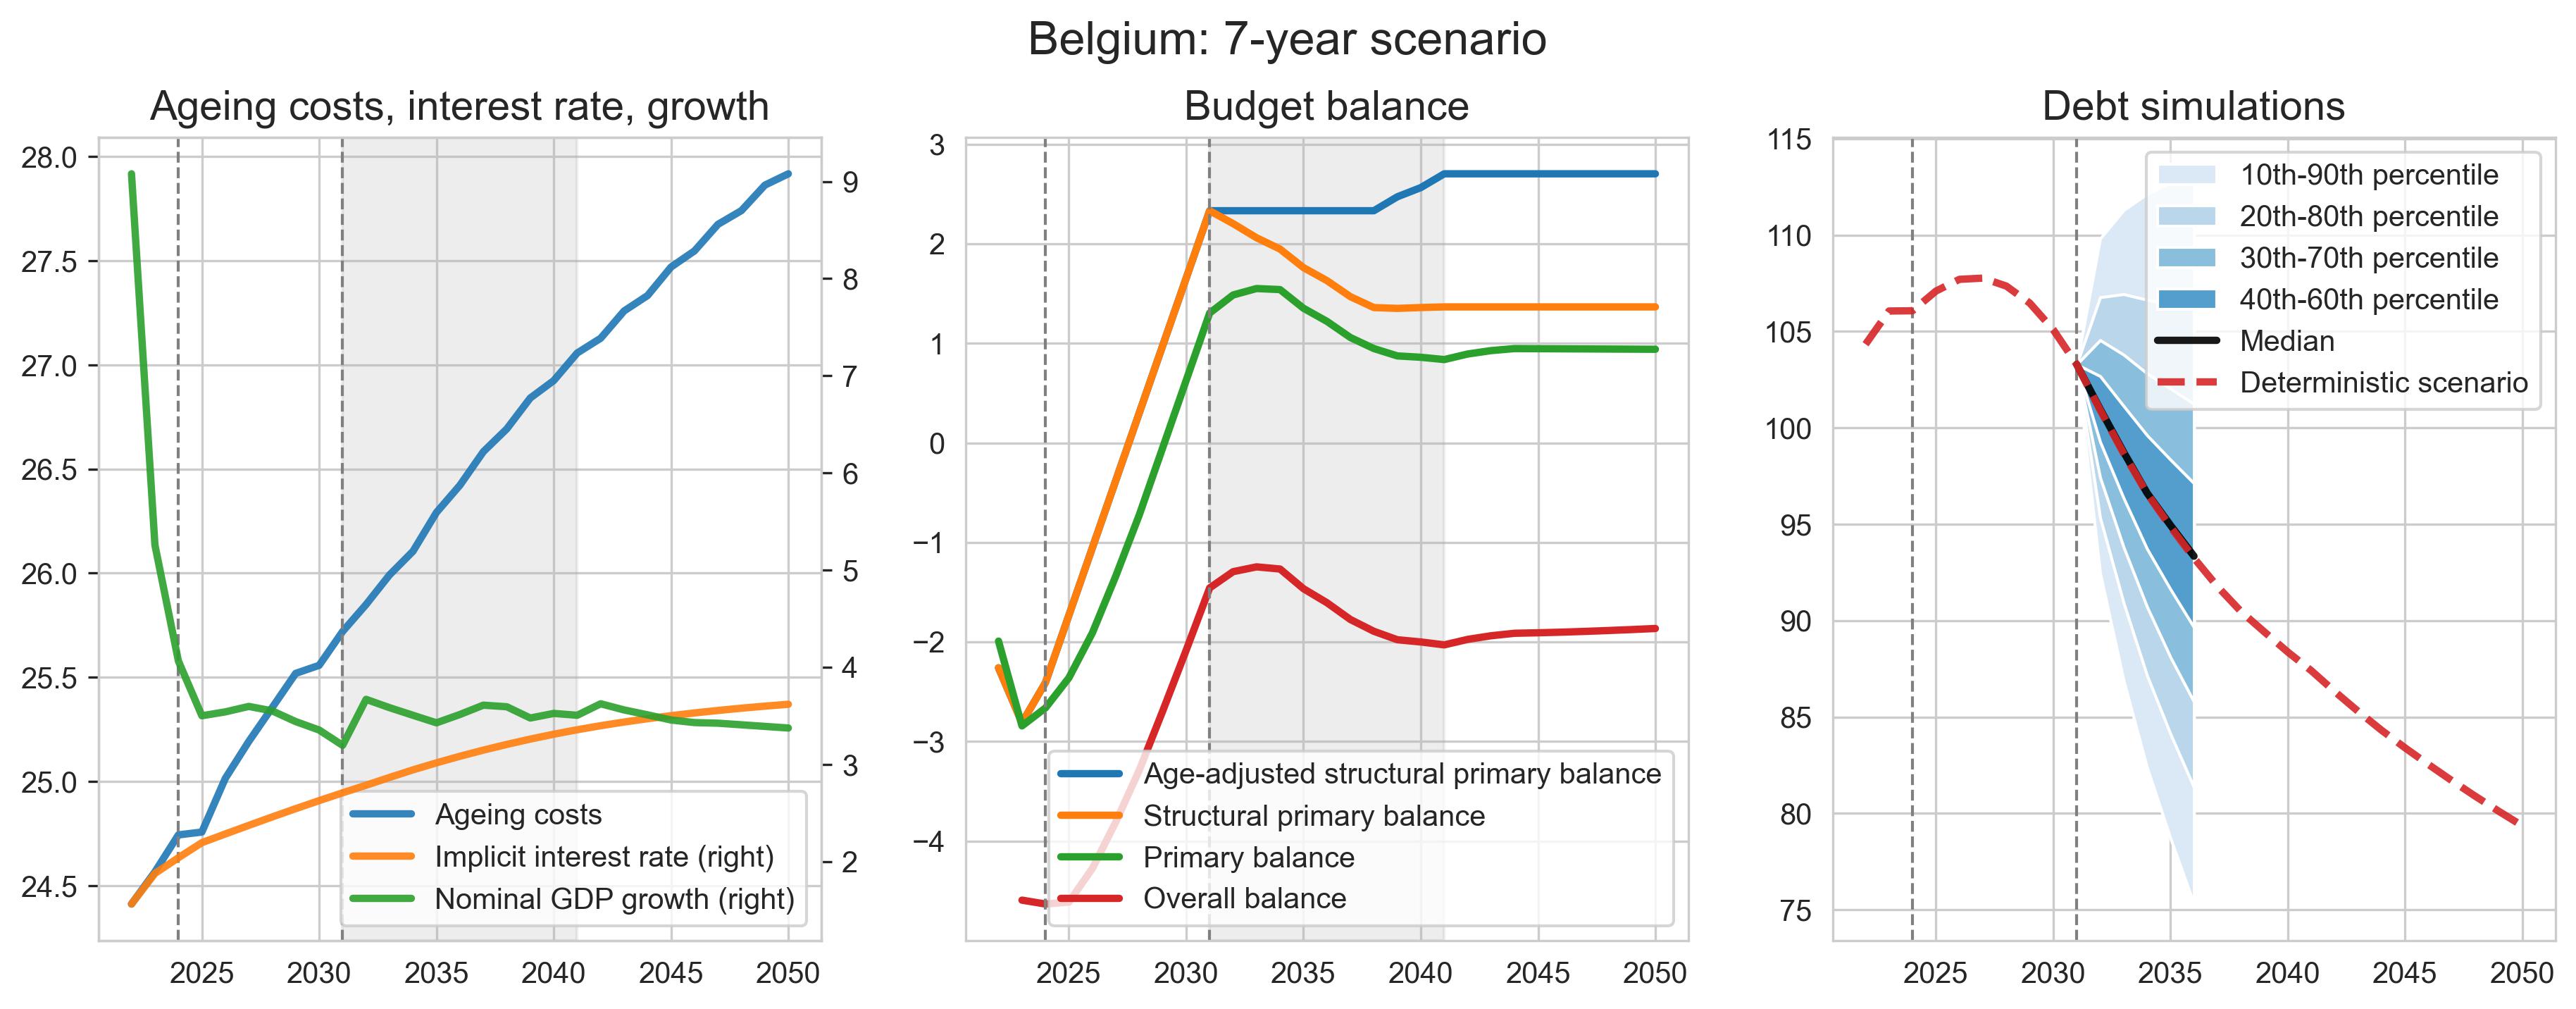 Belgium: 7-year scenario
Ageing costs, interest rate, growth
28.0
27.5
27.0
26.5
26.0
25.5
25.0
24.5
9
8
7
6
5
4
3
2
Ageing costs
Implicit interest rate (right)
Nominal GDP growth (right)
2025 2030 2035 2040 2045 2050
Budget balance
3
2
1
0
−1
−2
−3
−4
Age-adjusted structural primary balance
Structural primary balance
Primary balance
Overall balance
2025 2030 2035 2040 2045 2050
Debt simulations
115
110
105
100
95
90
85
80
75
10th-90th percentile
20th-80th percentile
30th-70th percentile
40th-60th percentile
Median
Deterministic scenario
2025 2030 2035 2040 2045 2050